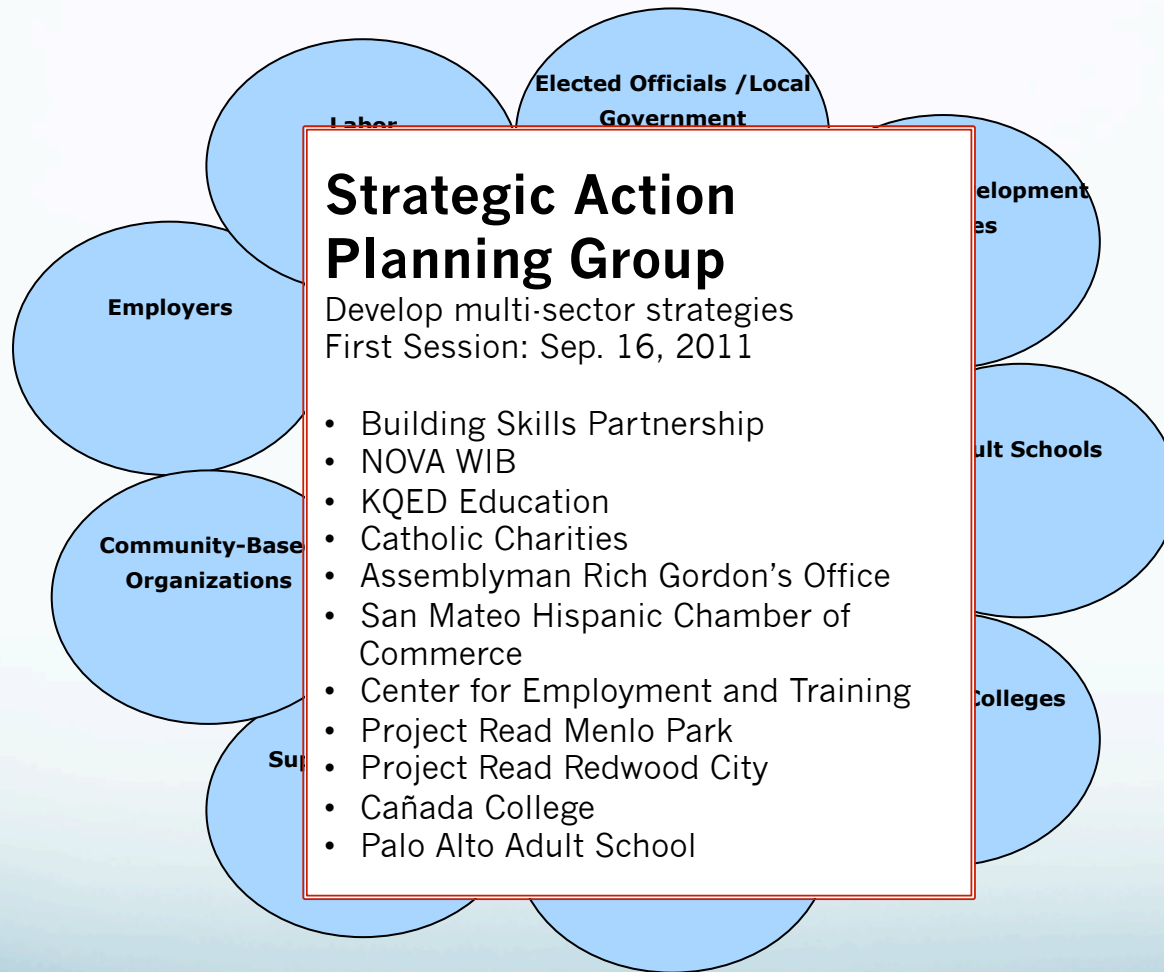 Elected Officials /Local
Government
Labor
Strategic Action
Planning Group
Develop multi-sector strategies
First Session: Sep. 16, 2011
• Building Skills Partnership
• NOVA WIB
• KQED Education
• Catholic Charities
• Assemblyman Rich Gordon's Office
• San Mateo Hispanic Chamber of
Commerce
• Center for Employment and Training
• Project Read Menlo Park
• Project Read Redwood City
• Cañada College
• Palo Alto Adult School
Employers
Community-Base
Organizations
Sup
elopment
es
ult Schools
Colleges